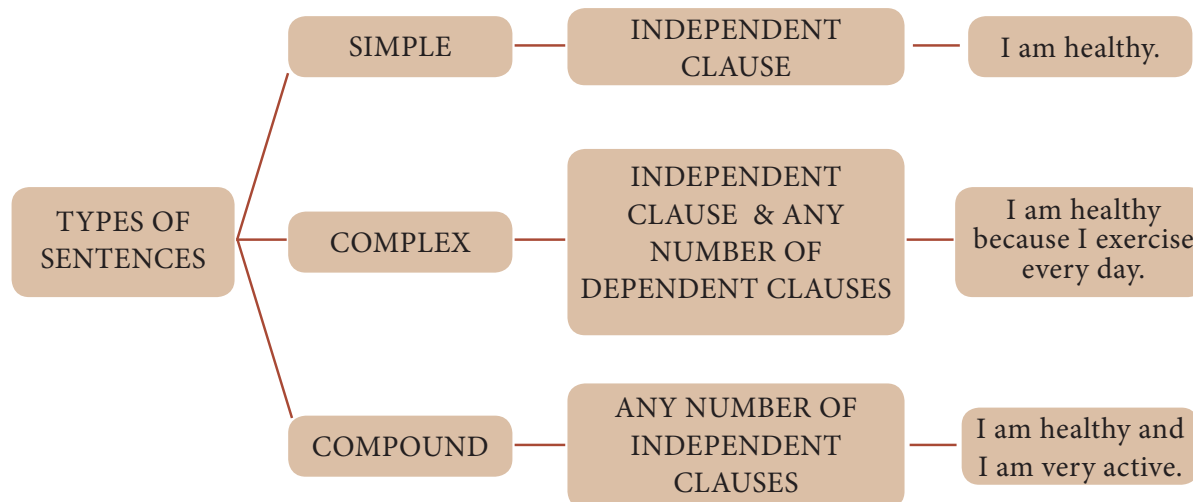 TYPES OF
SENTENCES
SIMPLE
INDEPENDENT
CLAUSE
I am healthy.
COMPLEX
INDEPENDENT
CLAUSE & ANY
NUMBER OF
DEPENDENT CLAUSES
I am healthy
because I exercise
every day.
COMPOUND
ANY NUMBER OF
INDEPENDENT
CLAUSES
I am healthy and
I am very active.